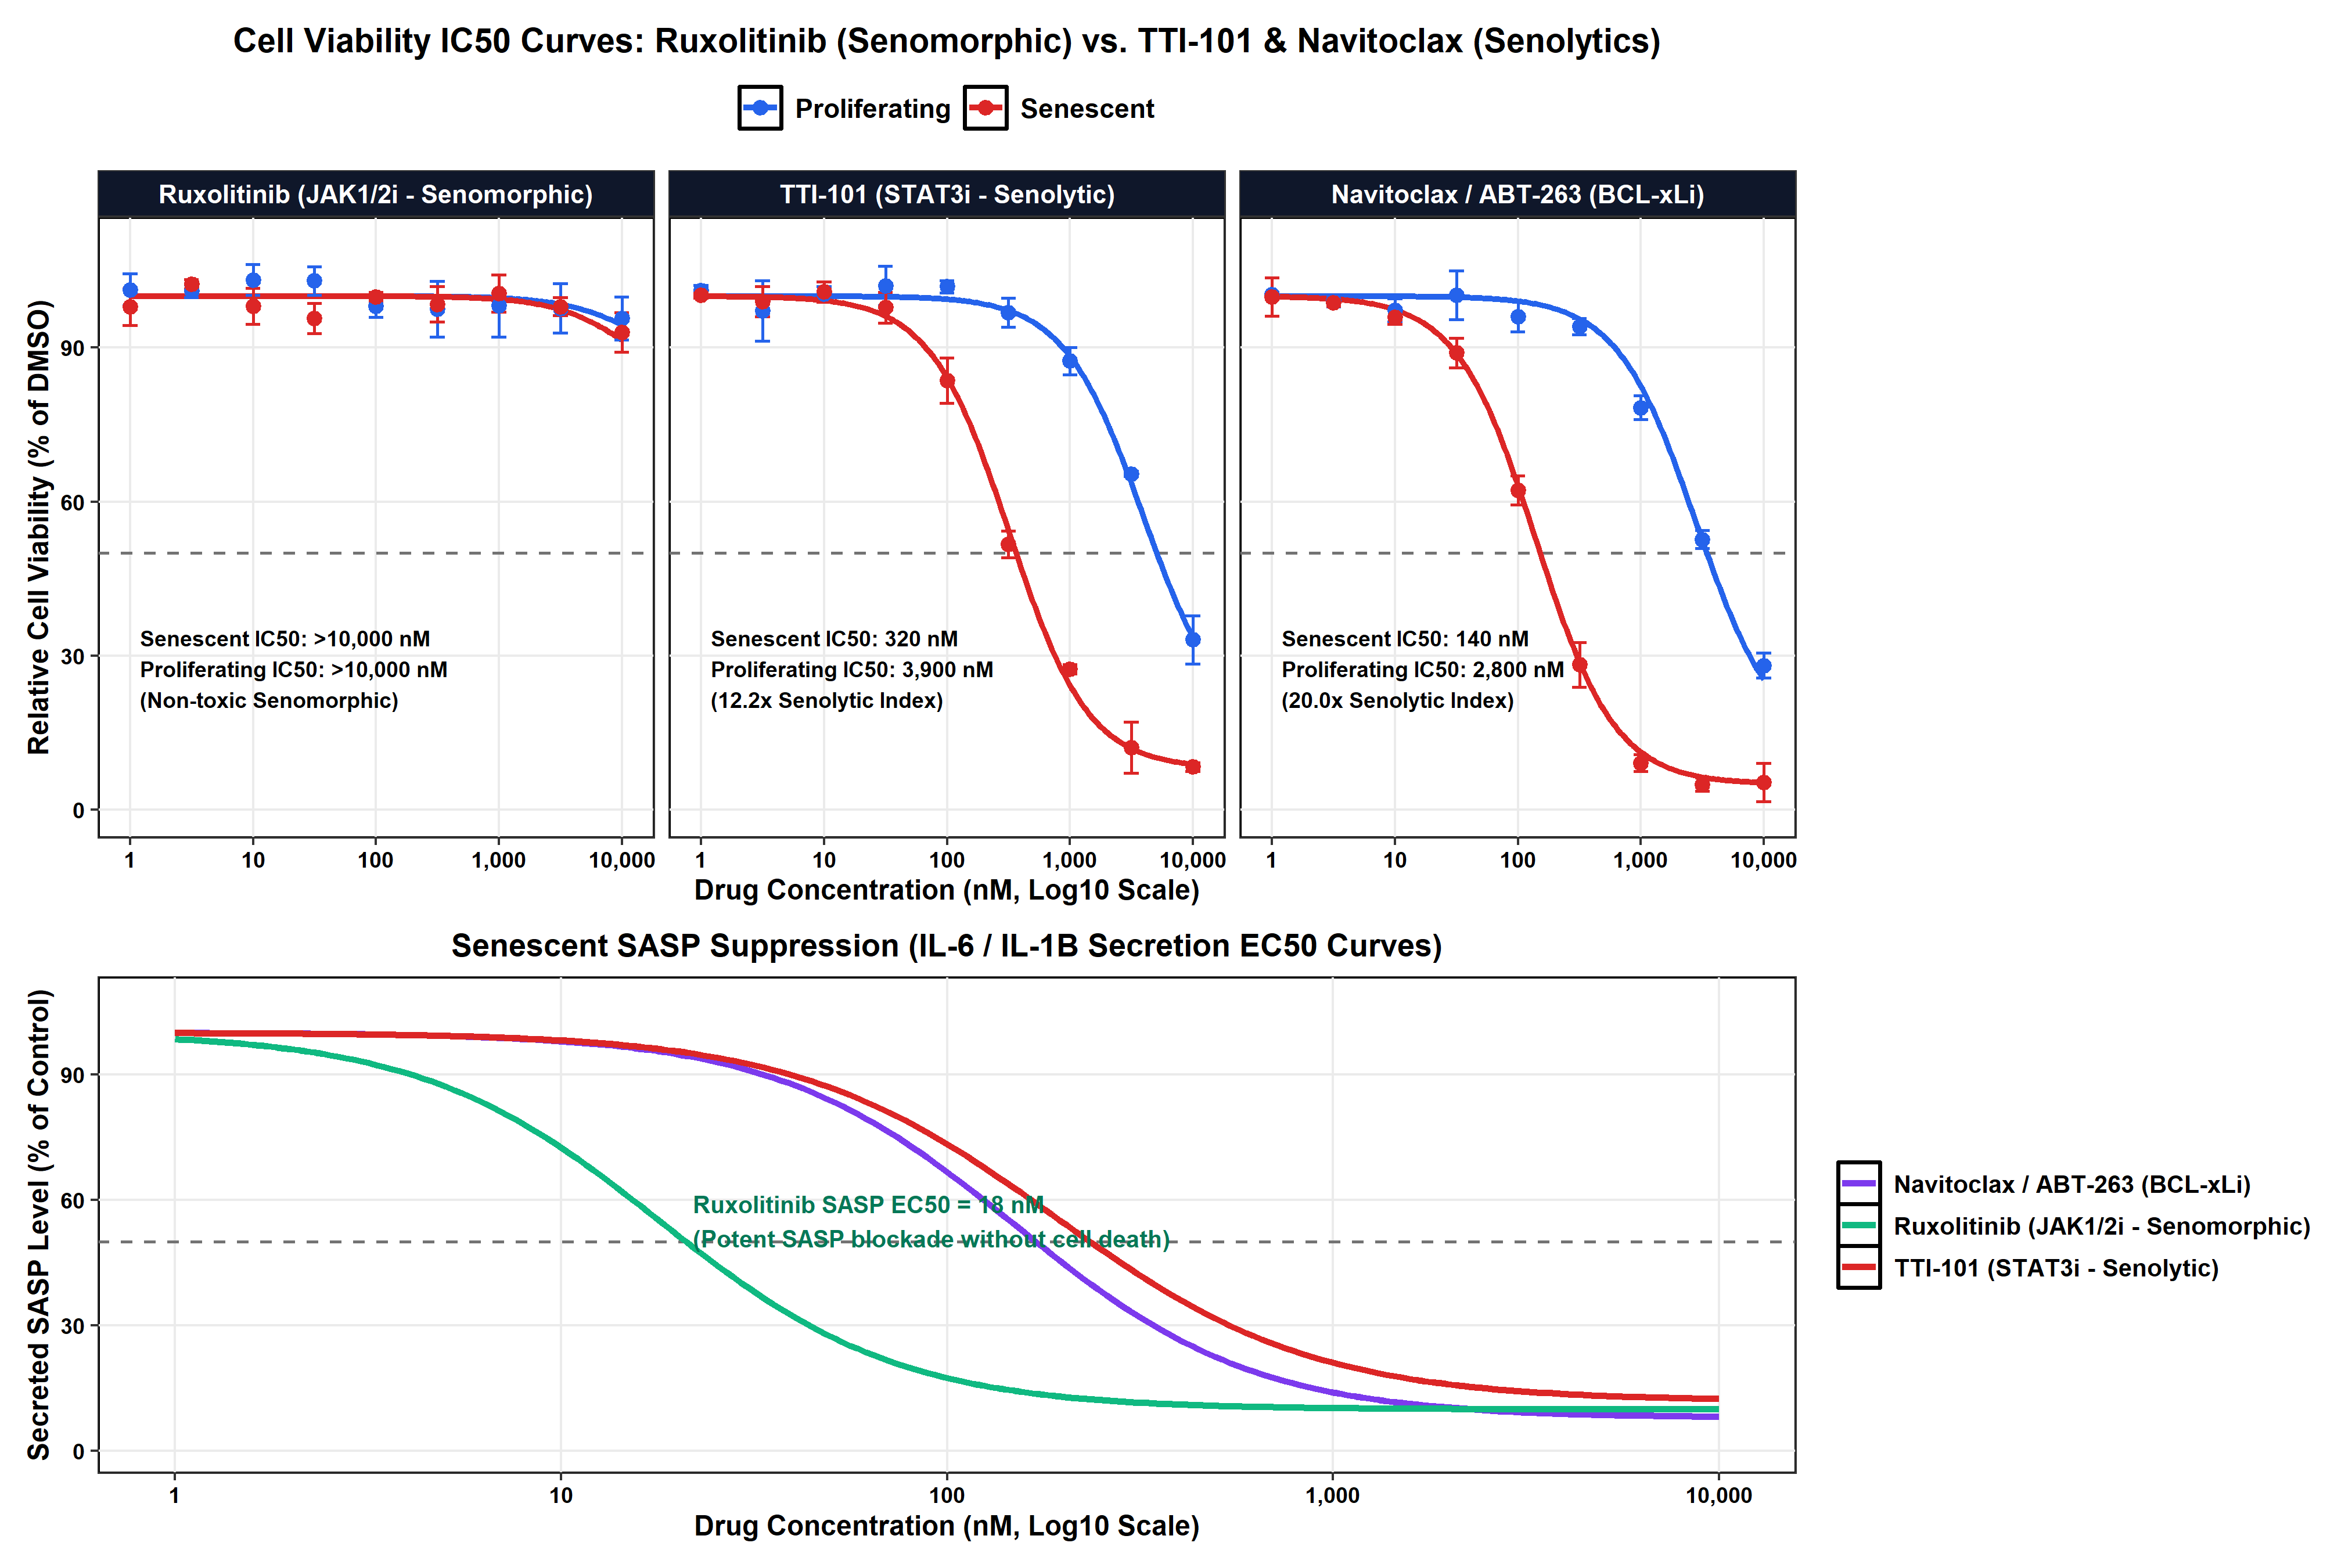 Cell Viability IC50 Curves: Ruxolitinib (Senomorphic) vs. TTI-101 & Navitoclax (Senolytics)
Proliferating
Senescent
Ruxolitinib (JAK1/2i - Senomorphic)
TTI-101 (STAT3i - Senolytic)
Navitoclax / ABT-263 (BCL-xLi)
Relative Cell Viability (% of DMSO)
90
60
30
0
Senescent IC50: >10,000 nM
Proliferating IC50: >10,000 nM
(Non-toxic Senomorphic)
Senescent IC50: 320 nM
Proliferating IC50: 3,900 nM
(12.2x Senolytic Index)
Senescent IC50: 140 nM
Proliferating IC50: 2,800 nM
(20.0x Senolytic Index)
1 10 100 1,000 10,000
1 10 100 1,000 10,000
1 10 100 1,000 10,000
Drug Concentration (nM, Log10 Scale)
Senescent SASP Suppression (IL-6 / IL-1B Secretion EC50 Curves)
Secreted SASP Level (% of Control)
90
60
30
0
Ruxolitinib SASP EC50 = 18 nM
(Potent SASP blockade without cell death)
1 10 100 1,000 10,000
Drug Concentration (nM, Log10 Scale)
Navitoclax / ABT-263 (BCL-xLi)
Ruxolitinib (JAK1/2i - Senomorphic)
TTI-101 (STAT3i - Senolytic)